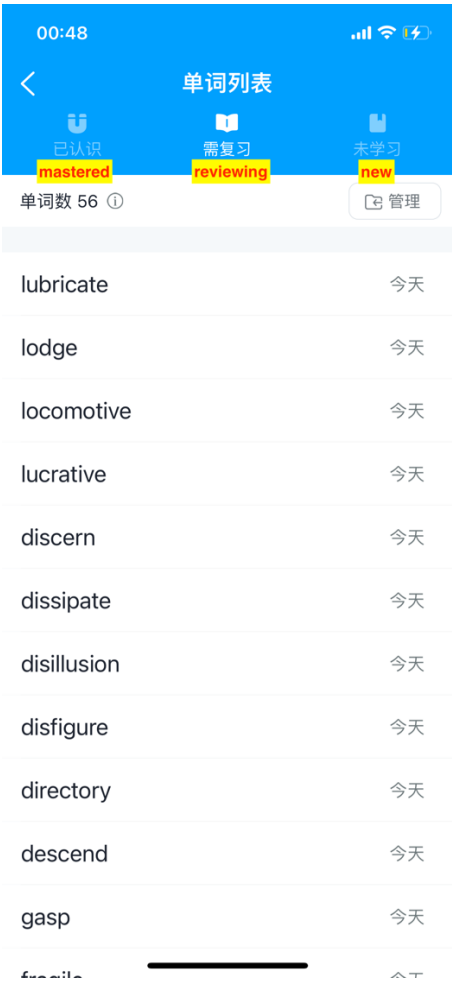 00:48
单词列表
已认识 需复习 未学习
mastered reviewing new
单词数 56 管理
lubricate 今天
lodge 今天
locomotive 今天
lucrative 今天
discern 今天
dissipate 今天
disillusion 今天
disfigure 今天
directory 今天
descend 今天
gasp 今天